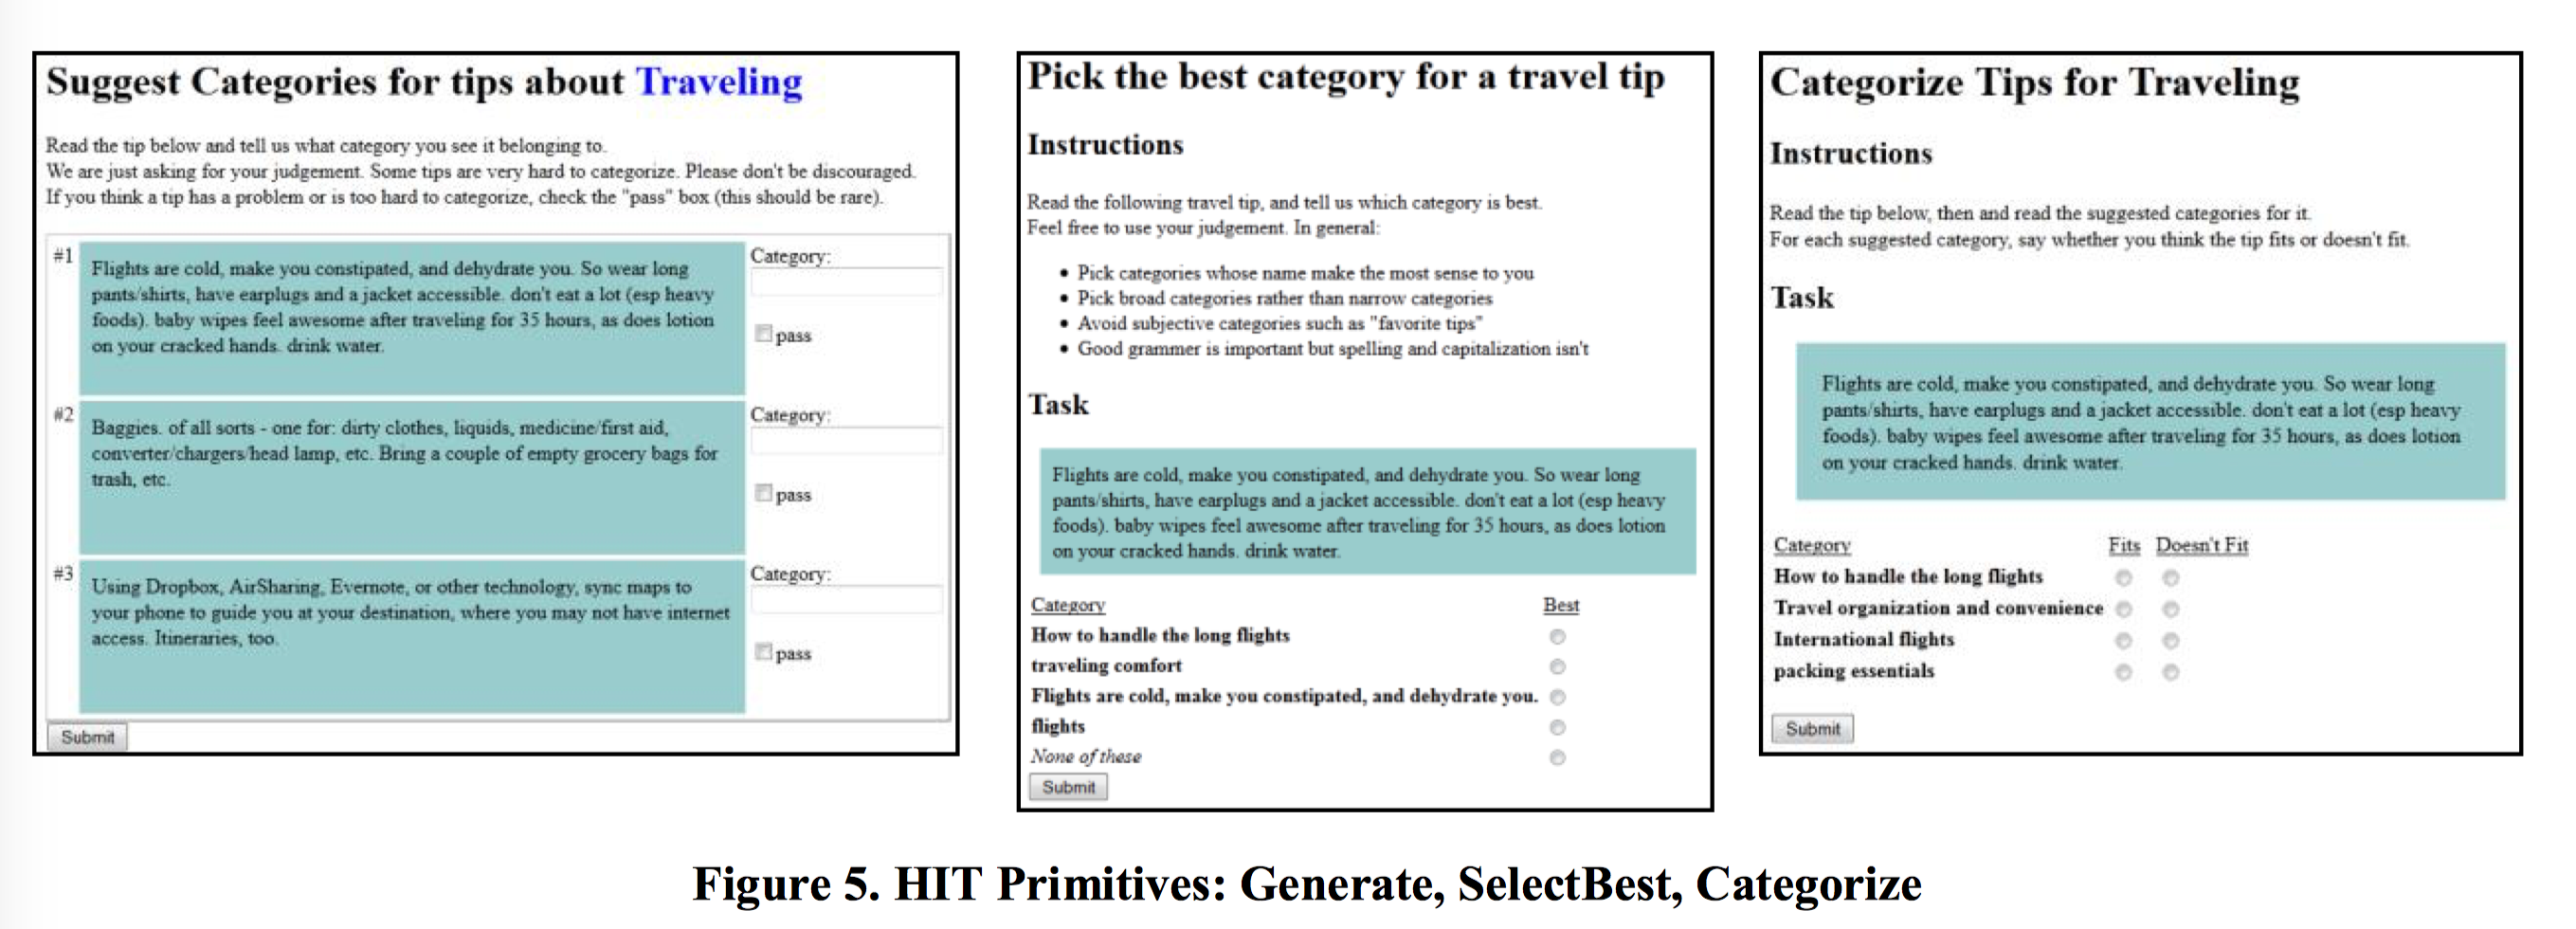 Suggest Categories for tips about Traveling
Read the tip below and tell us what category you see it belonging to.
We are just asking for your judgement. Some tips are very hard to categorize. Please don't be discouraged.
If you think a tip has a problem or is too hard to categorize, check the "pass" box (this should be rare).
#1
Flights are cold, make you constipated, and dehydrate you. So wear long
pants/shirts, have earplugs and a jacket accessible. don't eat a lot (esp heavy
foods). baby wipes feel awesome after traveling for 35 hours, as does lotion
on your cracked hands. drink water.
Category:
pass
#2
Baggies. of all sorts - one for: dirty clothes, liquids, medicine/first aid,
converter/chargers/head lamp, etc. Bring a couple of empty grocery bags for
trash, etc.
Category:
pass
#3
Using Dropbox, AirSharing, Evernote, or other technology, sync maps to
your phone to guide you at your destination, where you may not have internet
access. Itineraries, too.
Category:
pass
Submit
Pick the best category for a travel tip
Instructions
Read the following travel tip, and tell us which category is best.
Feel free to use your judgement. In general:
• Pick categories whose name make the most sense to you
• Pick broad categories rather than narrow categories
• Avoid subjective categories such as "favorite tips"
• Good grammer is important but spelling and capitalization isn't
Task
Flights are cold, make you constipated, and dehydrate you. So wear long
pants/shirts, have earplugs and a jacket accessible. don't eat a lot (esp heavy
foods). baby wipes feel awesome after traveling for 35 hours, as does lotion
on your cracked hands. drink water.
Category Best
How to handle the long flights
traveling comfort
Flights are cold, make you constipated, and dehydrate you.
flights
None of these
Submit
Categorize Tips for Traveling
Instructions
Read the tip below, then and read the suggested categories for it.
For each suggested category, say whether you think the tip fits or doesn't fit.
Task
Flights are cold, make you constipated, and dehydrate you. So wear long
pants/shirts, have earplugs and a jacket accessible. don't eat a lot (esp heavy
foods). baby wipes feel awesome after traveling for 35 hours, as does lotion
on your cracked hands. drink water.
Category Fits Doesn't Fit
How to handle the long flights
Travel organization and convenience
International flights
packing essentials
Submit
Figure 5. HIT Primitives: Generate, SelectBest, Categorize